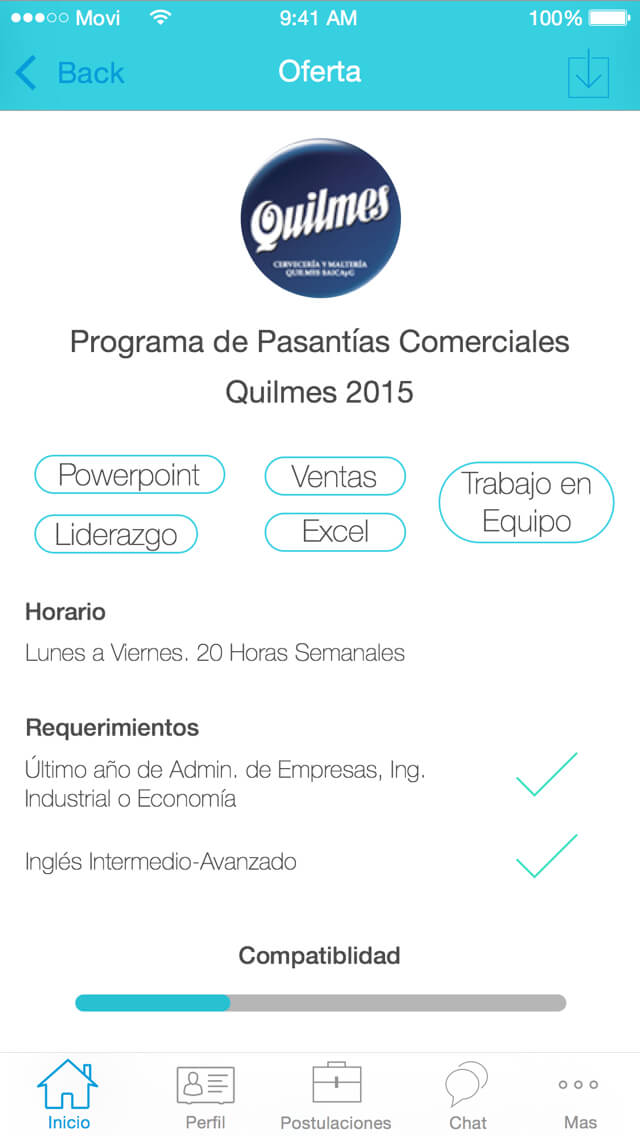 Movi 9:41 AM 100%
Back Oferta
Quilmes
CERVECERÍA Y MALTERÍA
QUILMES SAICAyG
Programa de Pasantías Comerciales
Quilmes 2015
Powerpoint Ventas Trabajo en
Equipo
Liderazgo Excel
Horario
Lunes a Viernes. 20 Horas Semanales
Requerimientos
Último año de Admin. de Empresas, Ing.
Industrial o Economía
Inglés Intermedio-Avanzado
Compatiblidad
Inicio Perfil Postulaciones Chat Mas